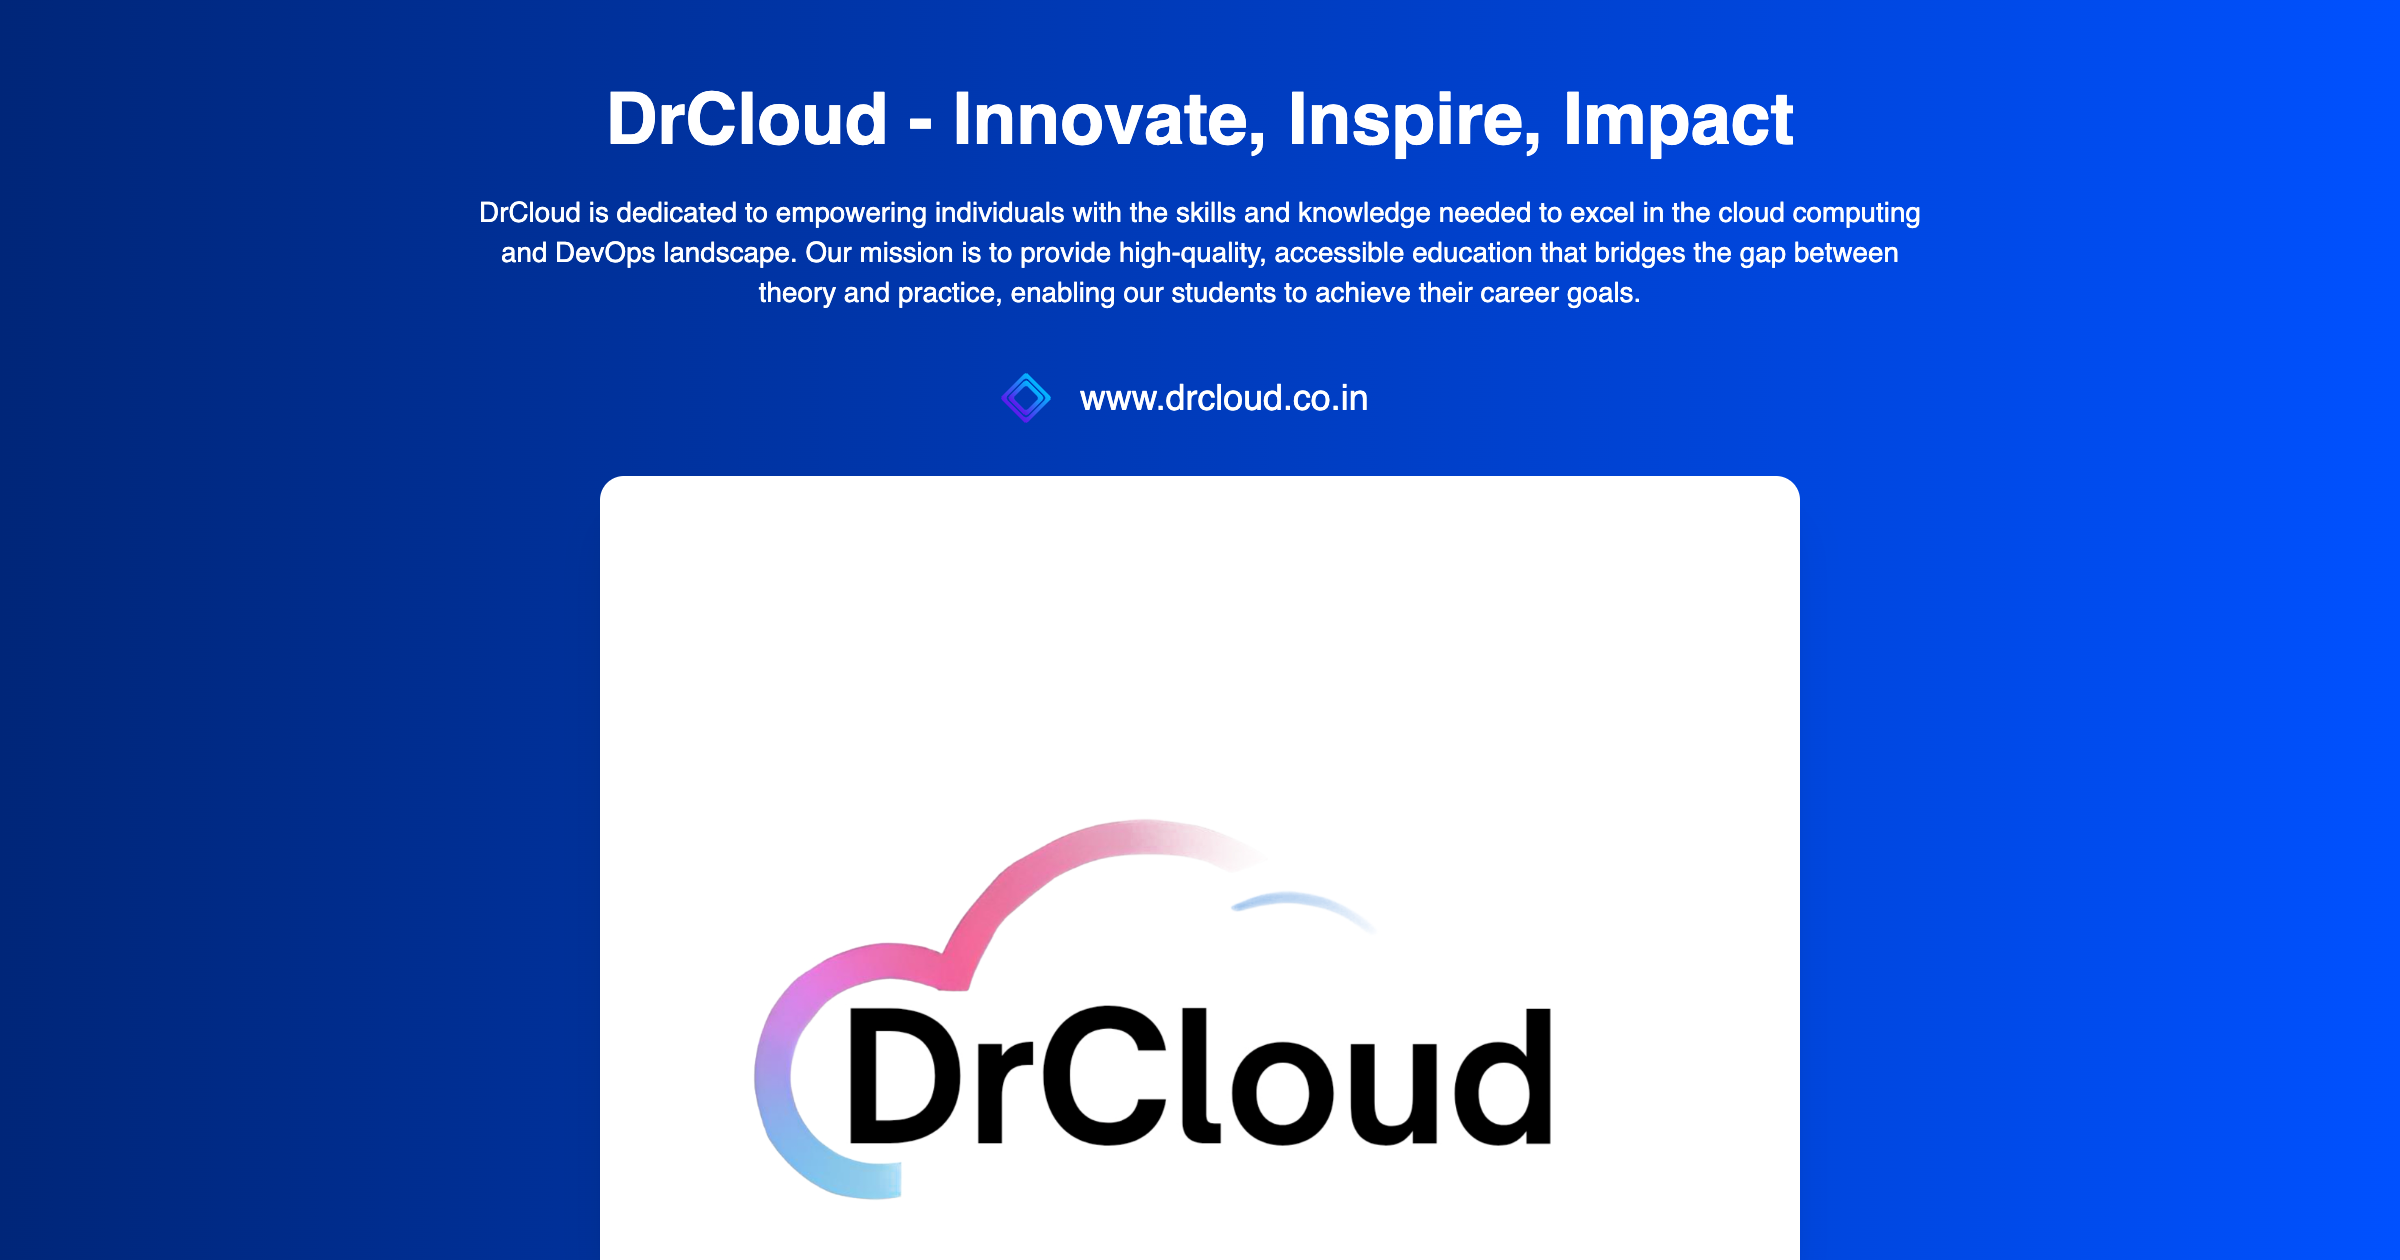 DrCloud - Innovate, Inspire, Impact
DrCloud is dedicated to empowering individuals with the skills and knowledge needed to excel in the cloud computing
and DevOps landscape. Our mission is to provide high-quality, accessible education that bridges the gap between
theory and practice, enabling our students to achieve their career goals.
www.drcloud.co.in
DrCloud